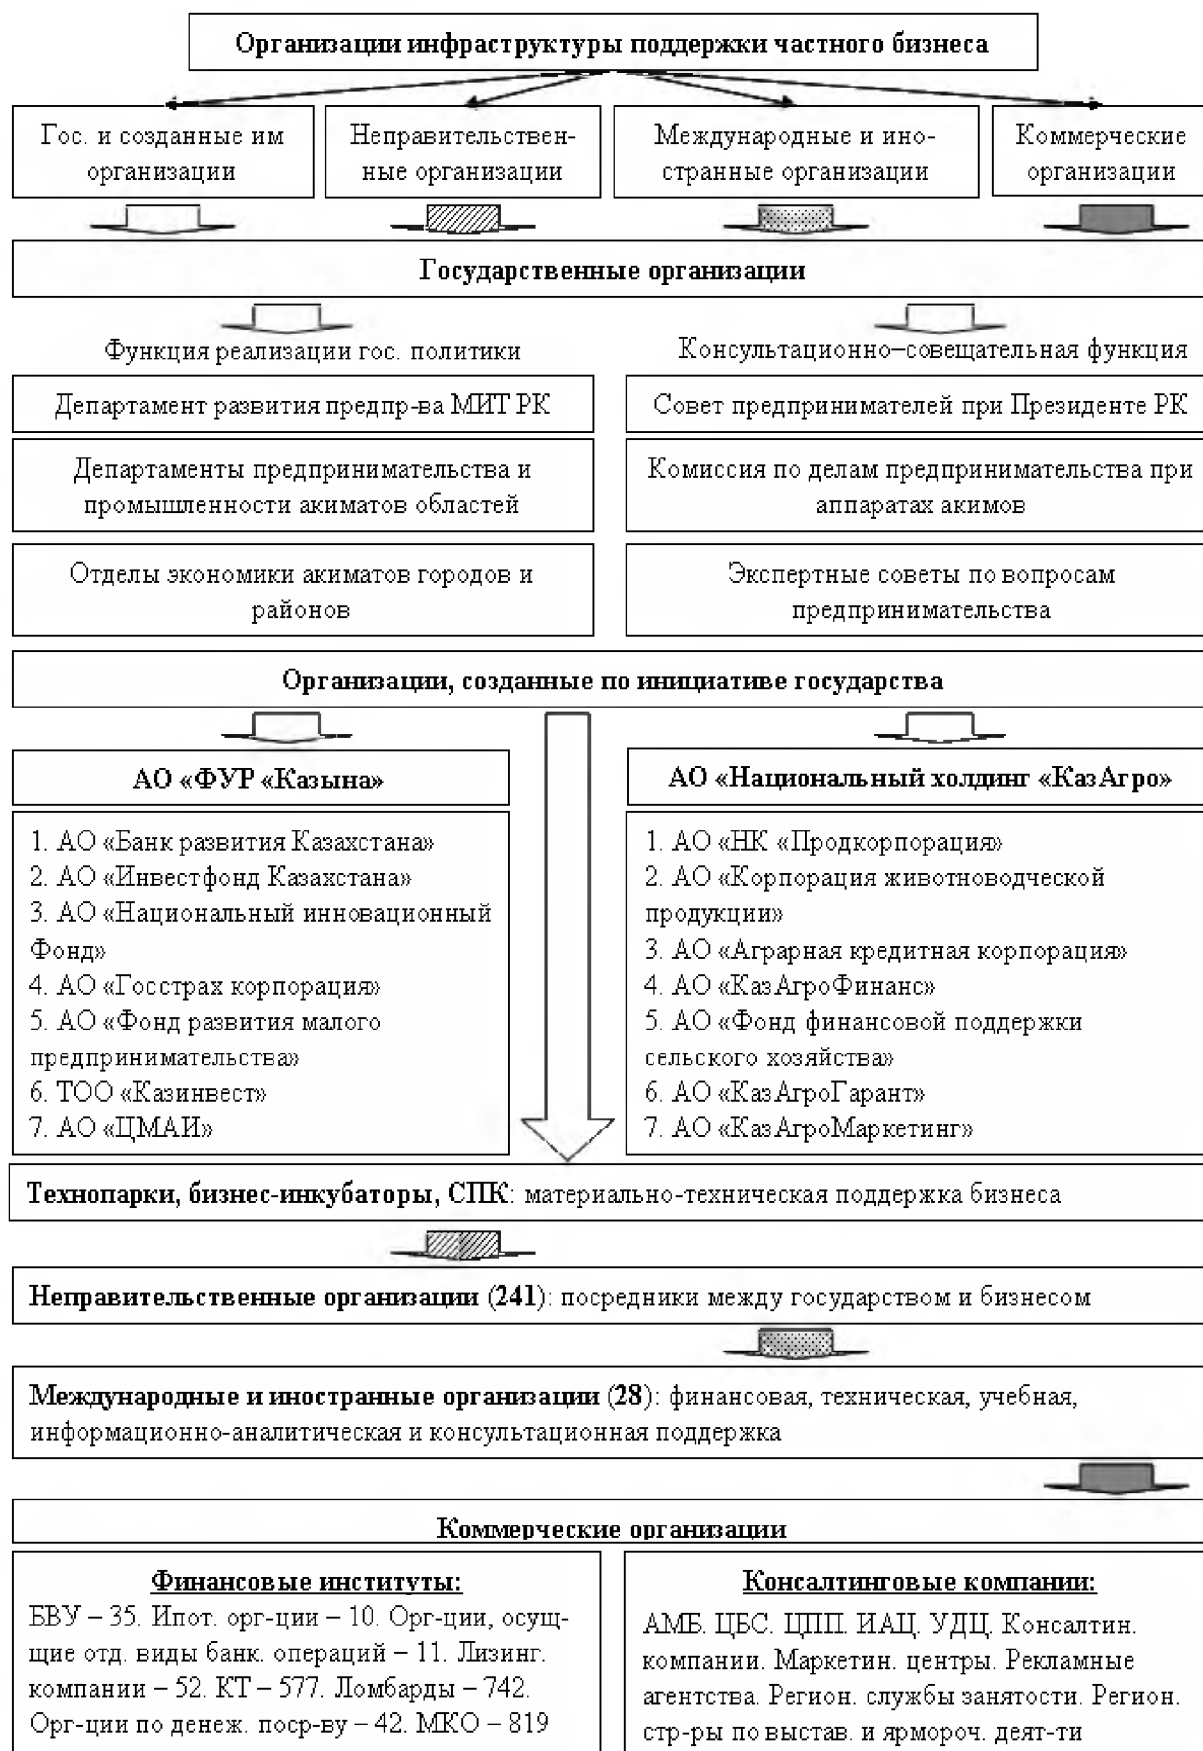 Организации инфраструктуры поддержки частного бизнеса
Гос. и созданные им
организации
Неправительствен-
ные организации
Международные и ино-
странные организации
Коммерческие
организации
Государственные организации
Функция реализации гос. политики
Консультационно–совещательная функция
Департамент развития предпр-ва МИТ РК
Совет предпринимателей при Президенте РК
Департаменты предпринимательства и
промышленности акиматов областей
Комиссия по делам предпринимательства при
аппаратах акимов
Отделы экономики акиматов городов и
районов
Экспертные советы по вопросам
предпринимательства
Организации, созданные по инициативе государства
АО «ФУР «Казына»
1. АО «Банк развития Казахстана»
2. АО «Инвестфонд Казахстана»
3. АО «Национальный инновационный
Фонд»
4. АО «Госстрах корпорация»
5. АО «Фонд развития малого
предпринимательства»
6. ТОО «Казинвест»
7. АО «ЦМАИ»
АО «Национальный холдинг «КазАгро»
1. АО «НК «Продкорпорация»
2. АО «Корпорация животноводческой
продукции»
3. АО «Аграрная кредитная корпорация»
4. АО «КазАгроФинанс»
5. АО «Фонд финансовой поддержки
сельского хозяйства»
6. АО «КазАгроГарант»
7. АО «КазАгроМаркетинг»
Технопарки, бизнес-инкубаторы, СПК: материально-техническая поддержка бизнеса
Неправительственные организации (241): посредники между государством и бизнесом
Международные и иностранные организации (28): финансовая, техническая, учебная,
информационно-аналитическая и консультационная поддержка
Коммерческие организации
Финансовые институты:
БВУ – 35. Ипот. орг-ции – 10. Орг-ции, осущ-
щие отд. виды банк. операций – 11. Лизинг.
компании – 52. КТ – 577. Ломбарды – 742.
Орг-ции по денеж. поср-ву – 42. МКО – 819
Консалтинговые компании:
АМБ. ЦБС. ЦПП. ИАЦ. УДЦ. Консалтин.
компании. Маркетин. центры. Рекламные
агентства. Регион. службы занятости. Регион.
стр-ры по выстав. и ярмороч. деят-ти